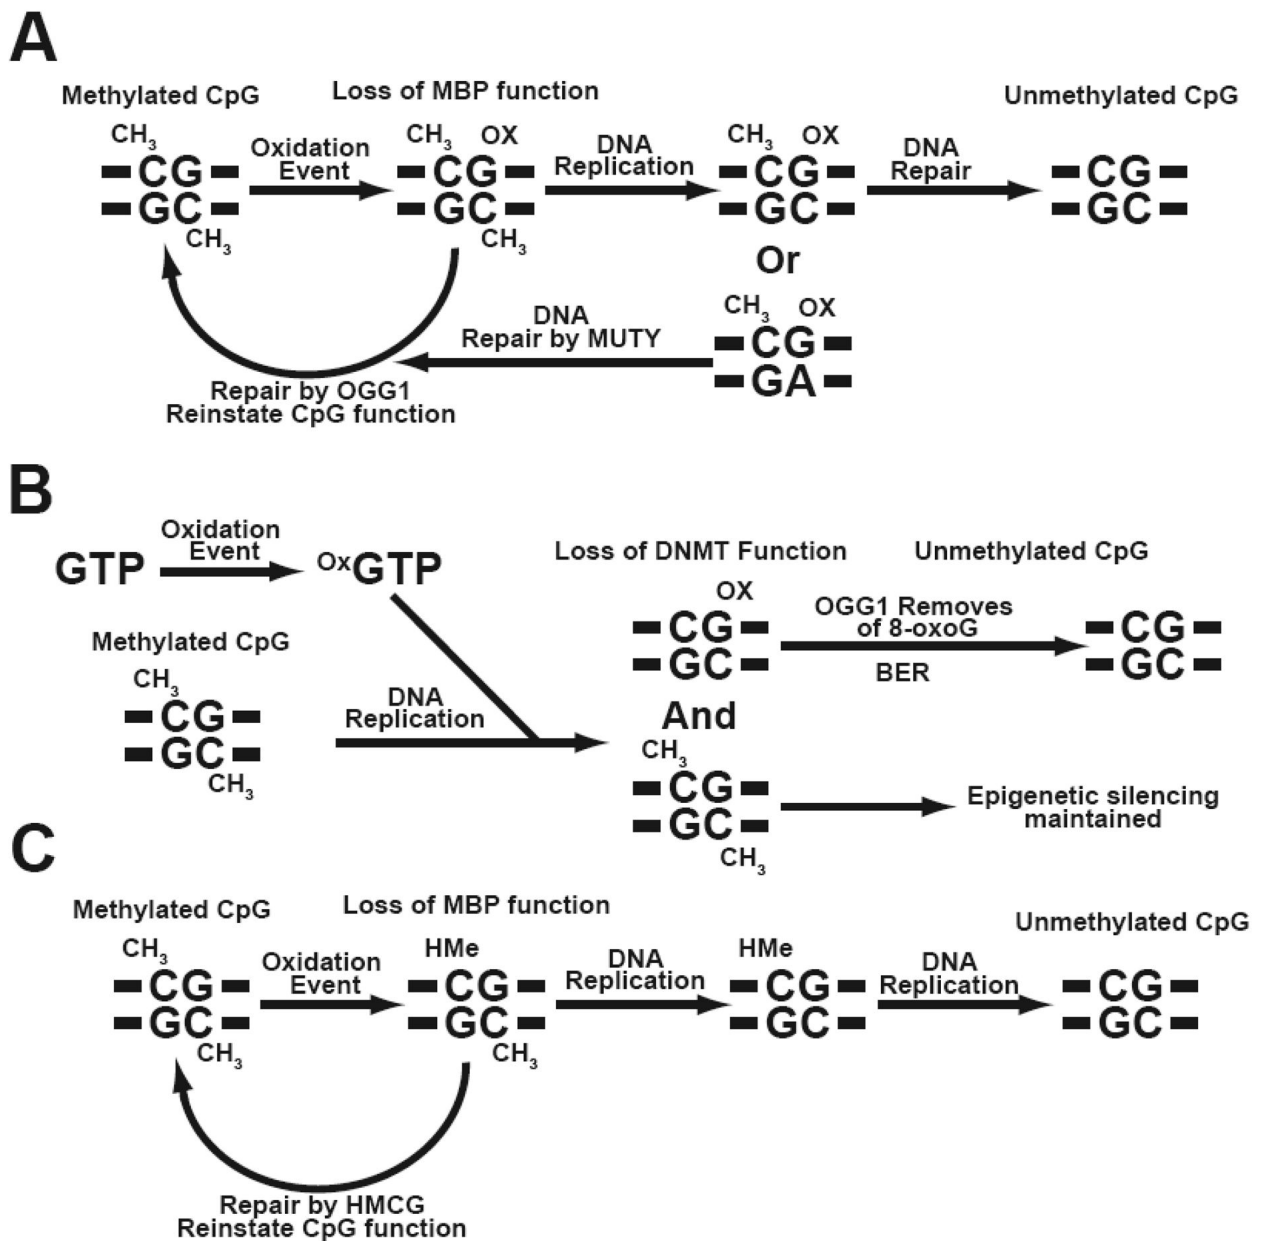 A
Methylated CpG
Loss of MBP function
Unmethylated CpG
CH3
Oxidation
Event
CH3 OX
DNA
Replication
CH3 OX
DNA
Repair
CG
GC
CH3
CG
GC
CH3
CG
GC
CG
GC
Or
CH3 OX
CG
GA
DNA
Repair by MUTY
Repair by OGG1
Reinstate CpG function
B
GTP
Oxidation
Event
OxGTP
Methylated CpG
CH3
CG
GC
CH3
DNA
Replication
Loss of DNMT Function
OX
CG
GC
OGG1 Removes
of 8-oxoG
BER
Unmethylated CpG
CG
GC
And
CH3
CG
GC
CH3
Epigenetic silencing
maintained
C
Methylated CpG
Loss of MBP function
Unmethylated CpG
CH3
CG
GC
CH3
Oxidation
Event
HMe
CG
GC
CH3
DNA
Replication
HMe
CG
GC
DNA
Replication
CG
GC
Repair by HMCG
Reinstate CpG function